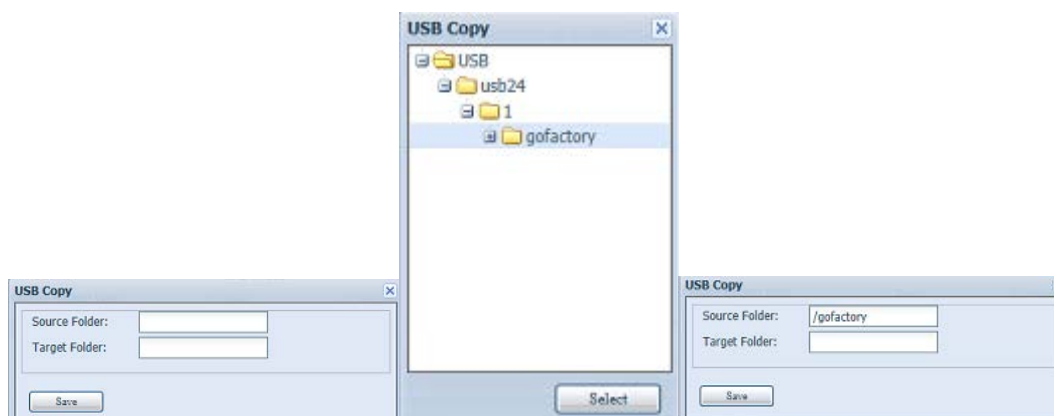 USB Copy
Source Folder:
Target Folder:
Save
USB Copy
USB
usb24
1
gofactory
Select
USB Copy
Source Folder: /gofactory
Target Folder:
Save